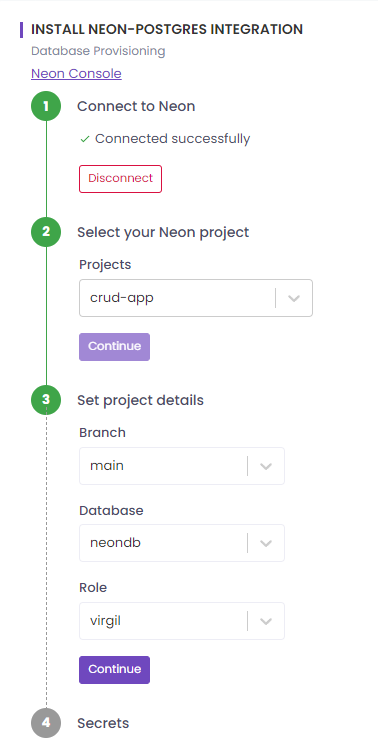 INSTALL NEON-POSTGRES INTEGRATION
Database Provisioning
Neon Console
1 Connect to Neon
Connected successfully
Disconnect
2 Select your Neon project
Projects
crud-app
Continue
3 Set project details
Branch
main
Database
neondb
Role
virgil
Continue
4 Secrets